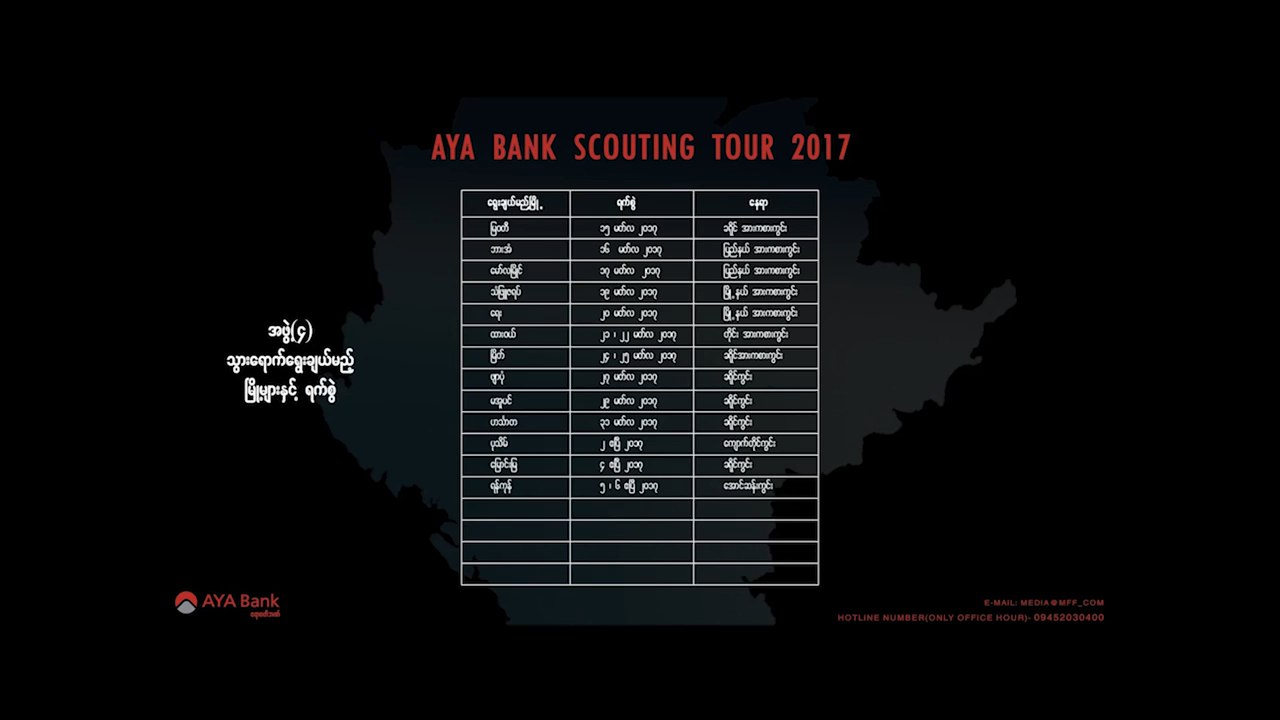 AYA BANK SCOUTING TOUR 2017
ရွေးချယ်မည့်မြို့ ရက်စွဲ နေရာ
မြဝတီ ၁၅ မတ်လ ၂၀၁၇ ခရိုင် အားကစားကွင်း
ဘားအံ ၁၆ မတ်လ ၂၀၁၇ ပြည်နယ် အားကစားကွင်း
မော်လမြိုင် ၁၇ မတ်လ ၂၀၁၇ ပြည်နယ် အားကစားကွင်း
သံဖြူဇရပ် ၁၉ မတ်လ ၂၀၁၇ မြို့နယ် အားကစားကွင်း
ရေး ၂၀ မတ်လ ၂၀၁၇ မြို့နယ် အားကစားကွင်း
ထားဝယ် ၂၁ ၊ ၂၂ မတ်လ ၂၀၁၇ တိုင်း အားကစားကွင်း
မြိတ် ၂၄ ၊ ၂၅ မတ်လ ၂၀၁၇ ခရိုင်အားကစားကွင်း
ဖျာပုံ ၂၇ မတ်လ ၂၀၁၇ ခရိုင်ကွင်း
မအူပင် ၂၉ မတ်လ ၂၀၁၇ ခရိုင်ကွင်း
ဟင်္သာတ ၃၁ မတ်လ ၂၀၁၇ ခရိုင်ကွင်း
ပုသိမ် ၂ ဧပြီ ၂၀၁၇ ကျောက်တိုင်ကွင်း
မြောင်းမြ ၄ ဧပြီ ၂၀၁၇ ခရိုင်ကွင်း
ရန်ကုန် ၅ ၊ ၆ ဧပြီ ၂၀၁၇ အောင်ဆန်းကွင်း
အဖွဲ့(၄)
သွားရောက်ရွေးချယ်မည့်
မြို့များနှင့် ရက်စွဲ
AYA Bank
ဧရာဝတီဘဏ်
E-MAIL: MEDIA@MFF_COM
HOTLINE NUMBER(ONLY OFFICE HOUR)- 09452030400